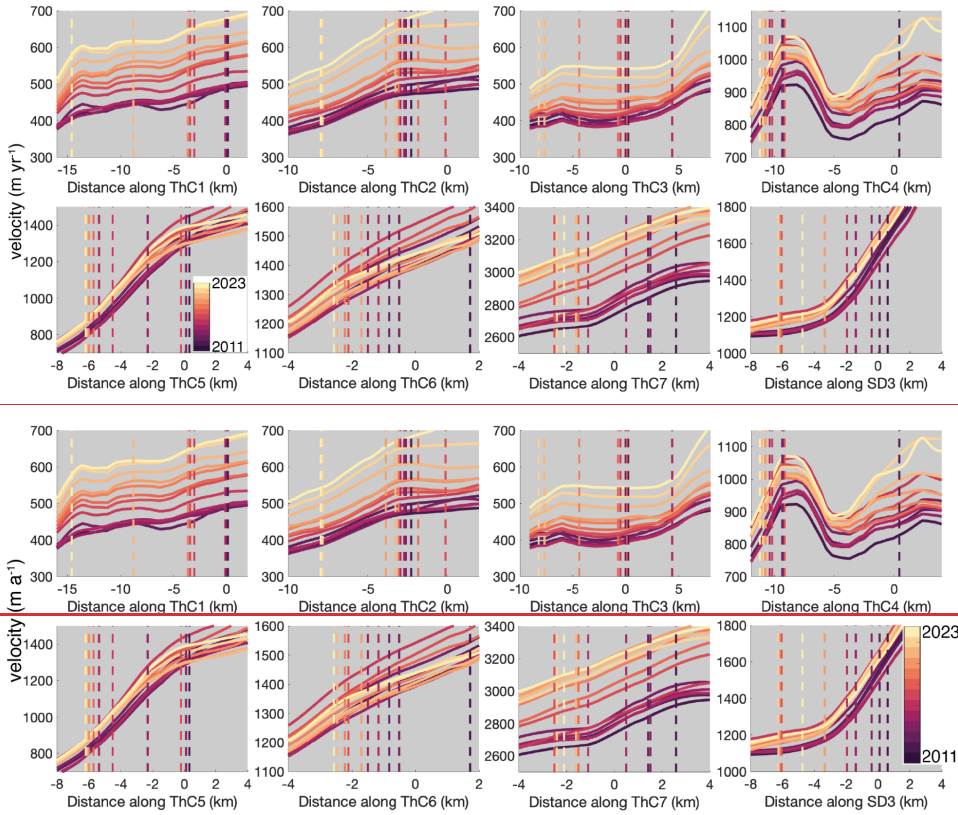 700 700 700 1100
600 600 600 1000
500 500 500 900
400 400 400 800
300 300 300 700
-15 -10 -5 0 -10 -5 0 -10 -5 0 5 -10 -5 0
Distance along ThC1 (km) Distance along ThC2 (km) Distance along ThC3 (km) Distance along ThC4 (km)
velocity (m yr⁻¹)
1400 1600 3400 1800
1500 3200
1200 1400 3000 1600
1000 1300 2800 1400
1200 2600 1200
800 1100 1000
2023
2011
-8 -6 -4 -2 0 2 4 -4 -2 0 2 -4 -2 0 2 4 -8 -6 -4 -2 0 2 4
Distance along ThC5 (km) Distance along ThC6 (km) Distance along ThC7 (km) Distance along SD3 (km)
700 700 700 1100
600 600 600 1000
500 500 500 900
400 400 400 800
300 300 300 700
-15 -10 -5 0 -10 -5 0 -10 -5 0 5 -10 -5 0
Distance along ThC1 (km) Distance along ThC2 (km) Distance along ThC3 (km) Distance along ThC4 (km)
velocity (m a⁻¹)
1400 1600 3400 1800
1500 3200
1200 1400 3000 1600
1000 1300 2800 1400
1200 2600 1200
800 1100 1000
2023
2011
-8 -6 -4 -2 0 2 4 -4 -2 0 2 -4 -2 0 2 4 -8 -6 -4 -2 0 2 4
Distance along ThC5 (km) Distance along ThC6 (km) Distance along ThC7 (km) Distance along SD3 (km)